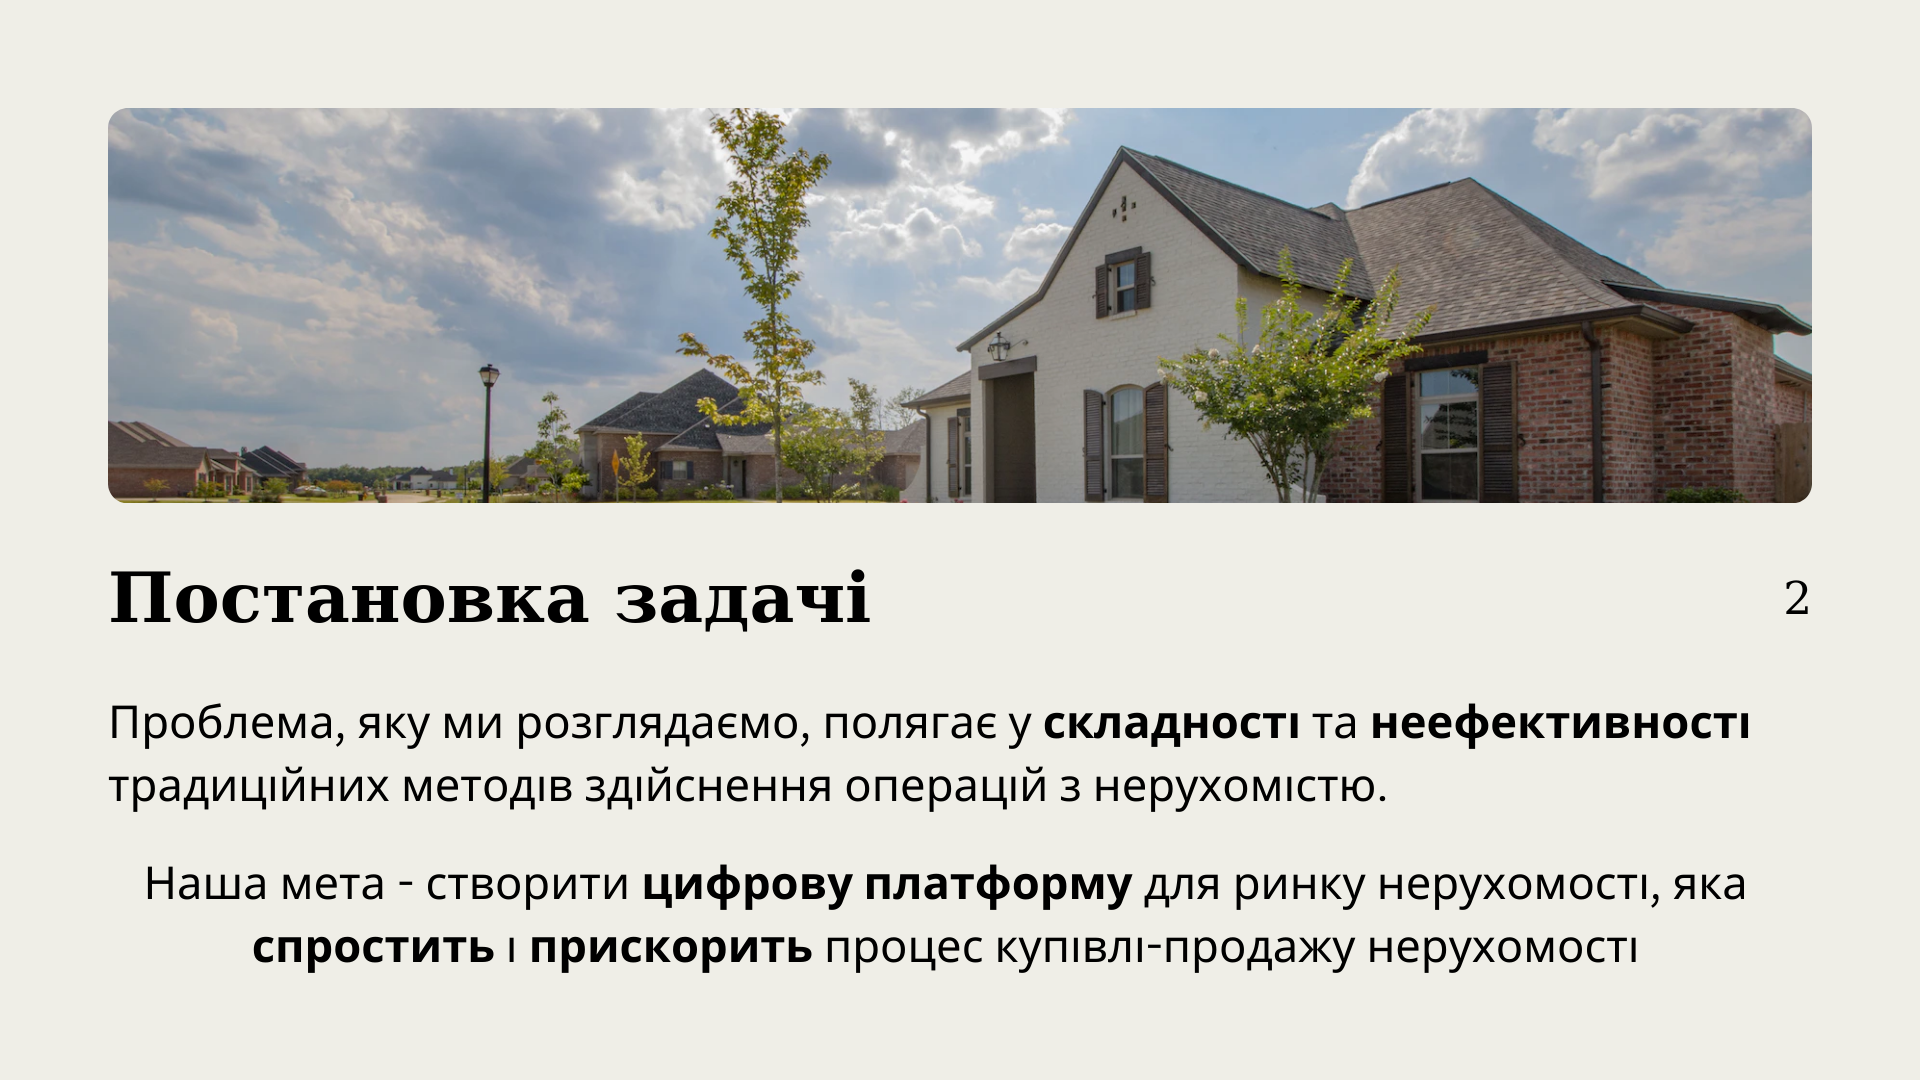 Постановка задачі
2
Проблема, яку ми розглядаємо, полягає у складності та неефективності
традиційних методів здійснення операцій з нерухомістю.
Наша мета - створити цифрову платформу для ринку нерухомості, яка
спростить і прискорить процес купівлі-продажу нерухомості